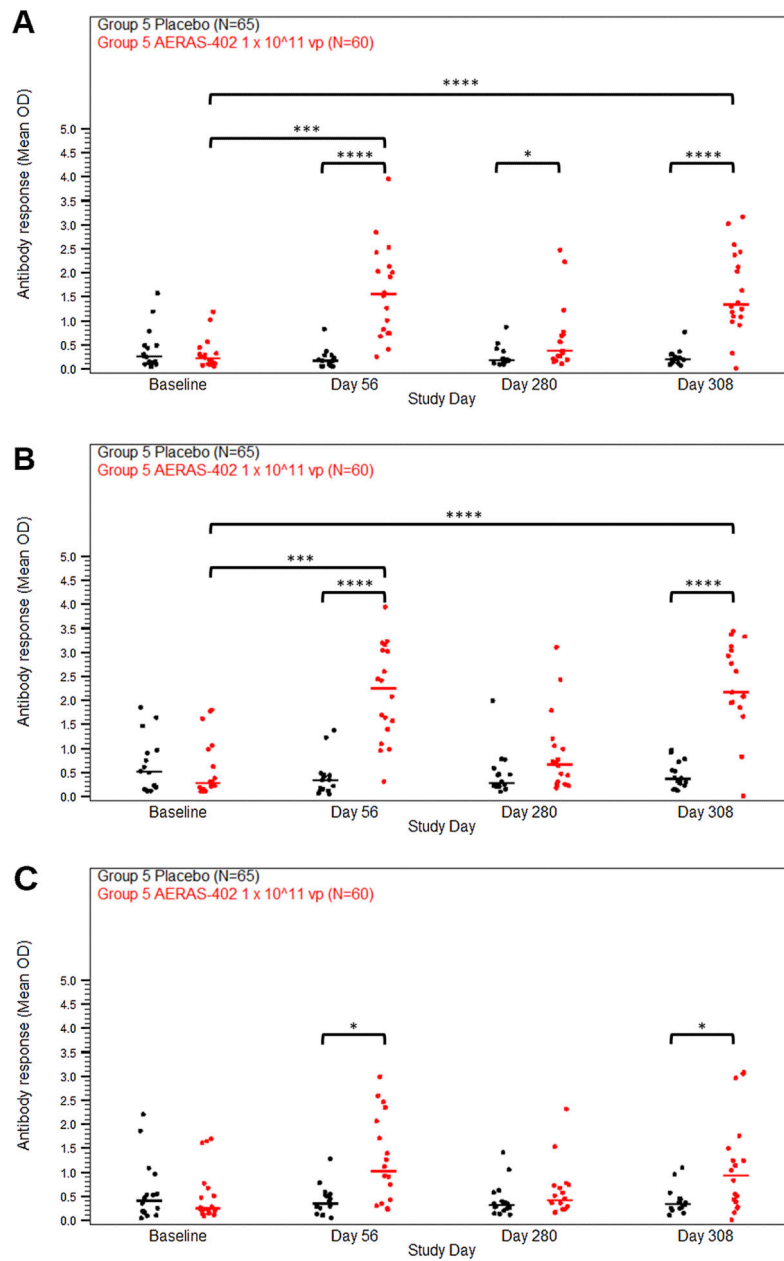 A
Group 5 Placebo (N=65)
Group 5 AERAS-402 1 x 10^11 vp (N=60)
****
***
****
*
****
Antibody response (Mean OD)
5.0
4.5
4.0
3.5
3.0
2.5
2.0
1.5
1.0
0.5
0.0
Baseline Day 56 Day 280 Day 308
Study Day
B
Group 5 Placebo (N=65)
Group 5 AERAS-402 1 x 10^11 vp (N=60)
****
***
****
****
Antibody response (Mean OD)
5.0
4.5
4.0
3.5
3.0
2.5
2.0
1.5
1.0
0.5
0.0
Baseline Day 56 Day 280 Day 308
Study Day
C
Group 5 Placebo (N=65)
Group 5 AERAS-402 1 x 10^11 vp (N=60)
*
*
Antibody response (Mean OD)
5.0
4.5
4.0
3.5
3.0
2.5
2.0
1.5
1.0
0.5
0.0
Baseline Day 56 Day 280 Day 308
Study Day